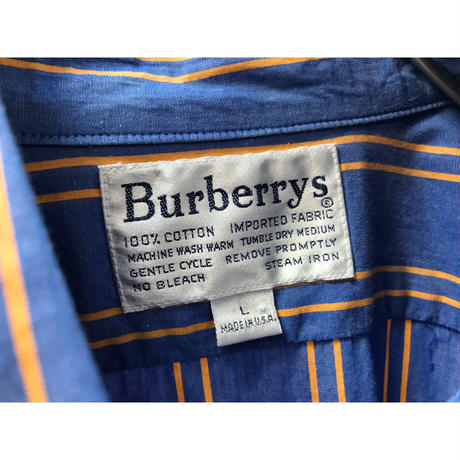 Burberrys®
100% COTTON IMPORTED FABRIC
MACHINE WASH WARM TUMBLE DRY MEDIUM
GENTLE CYCLE REMOVE PROMPTLY
NO BLEACH STEAM IRON
L
MADE IN U.S.A.